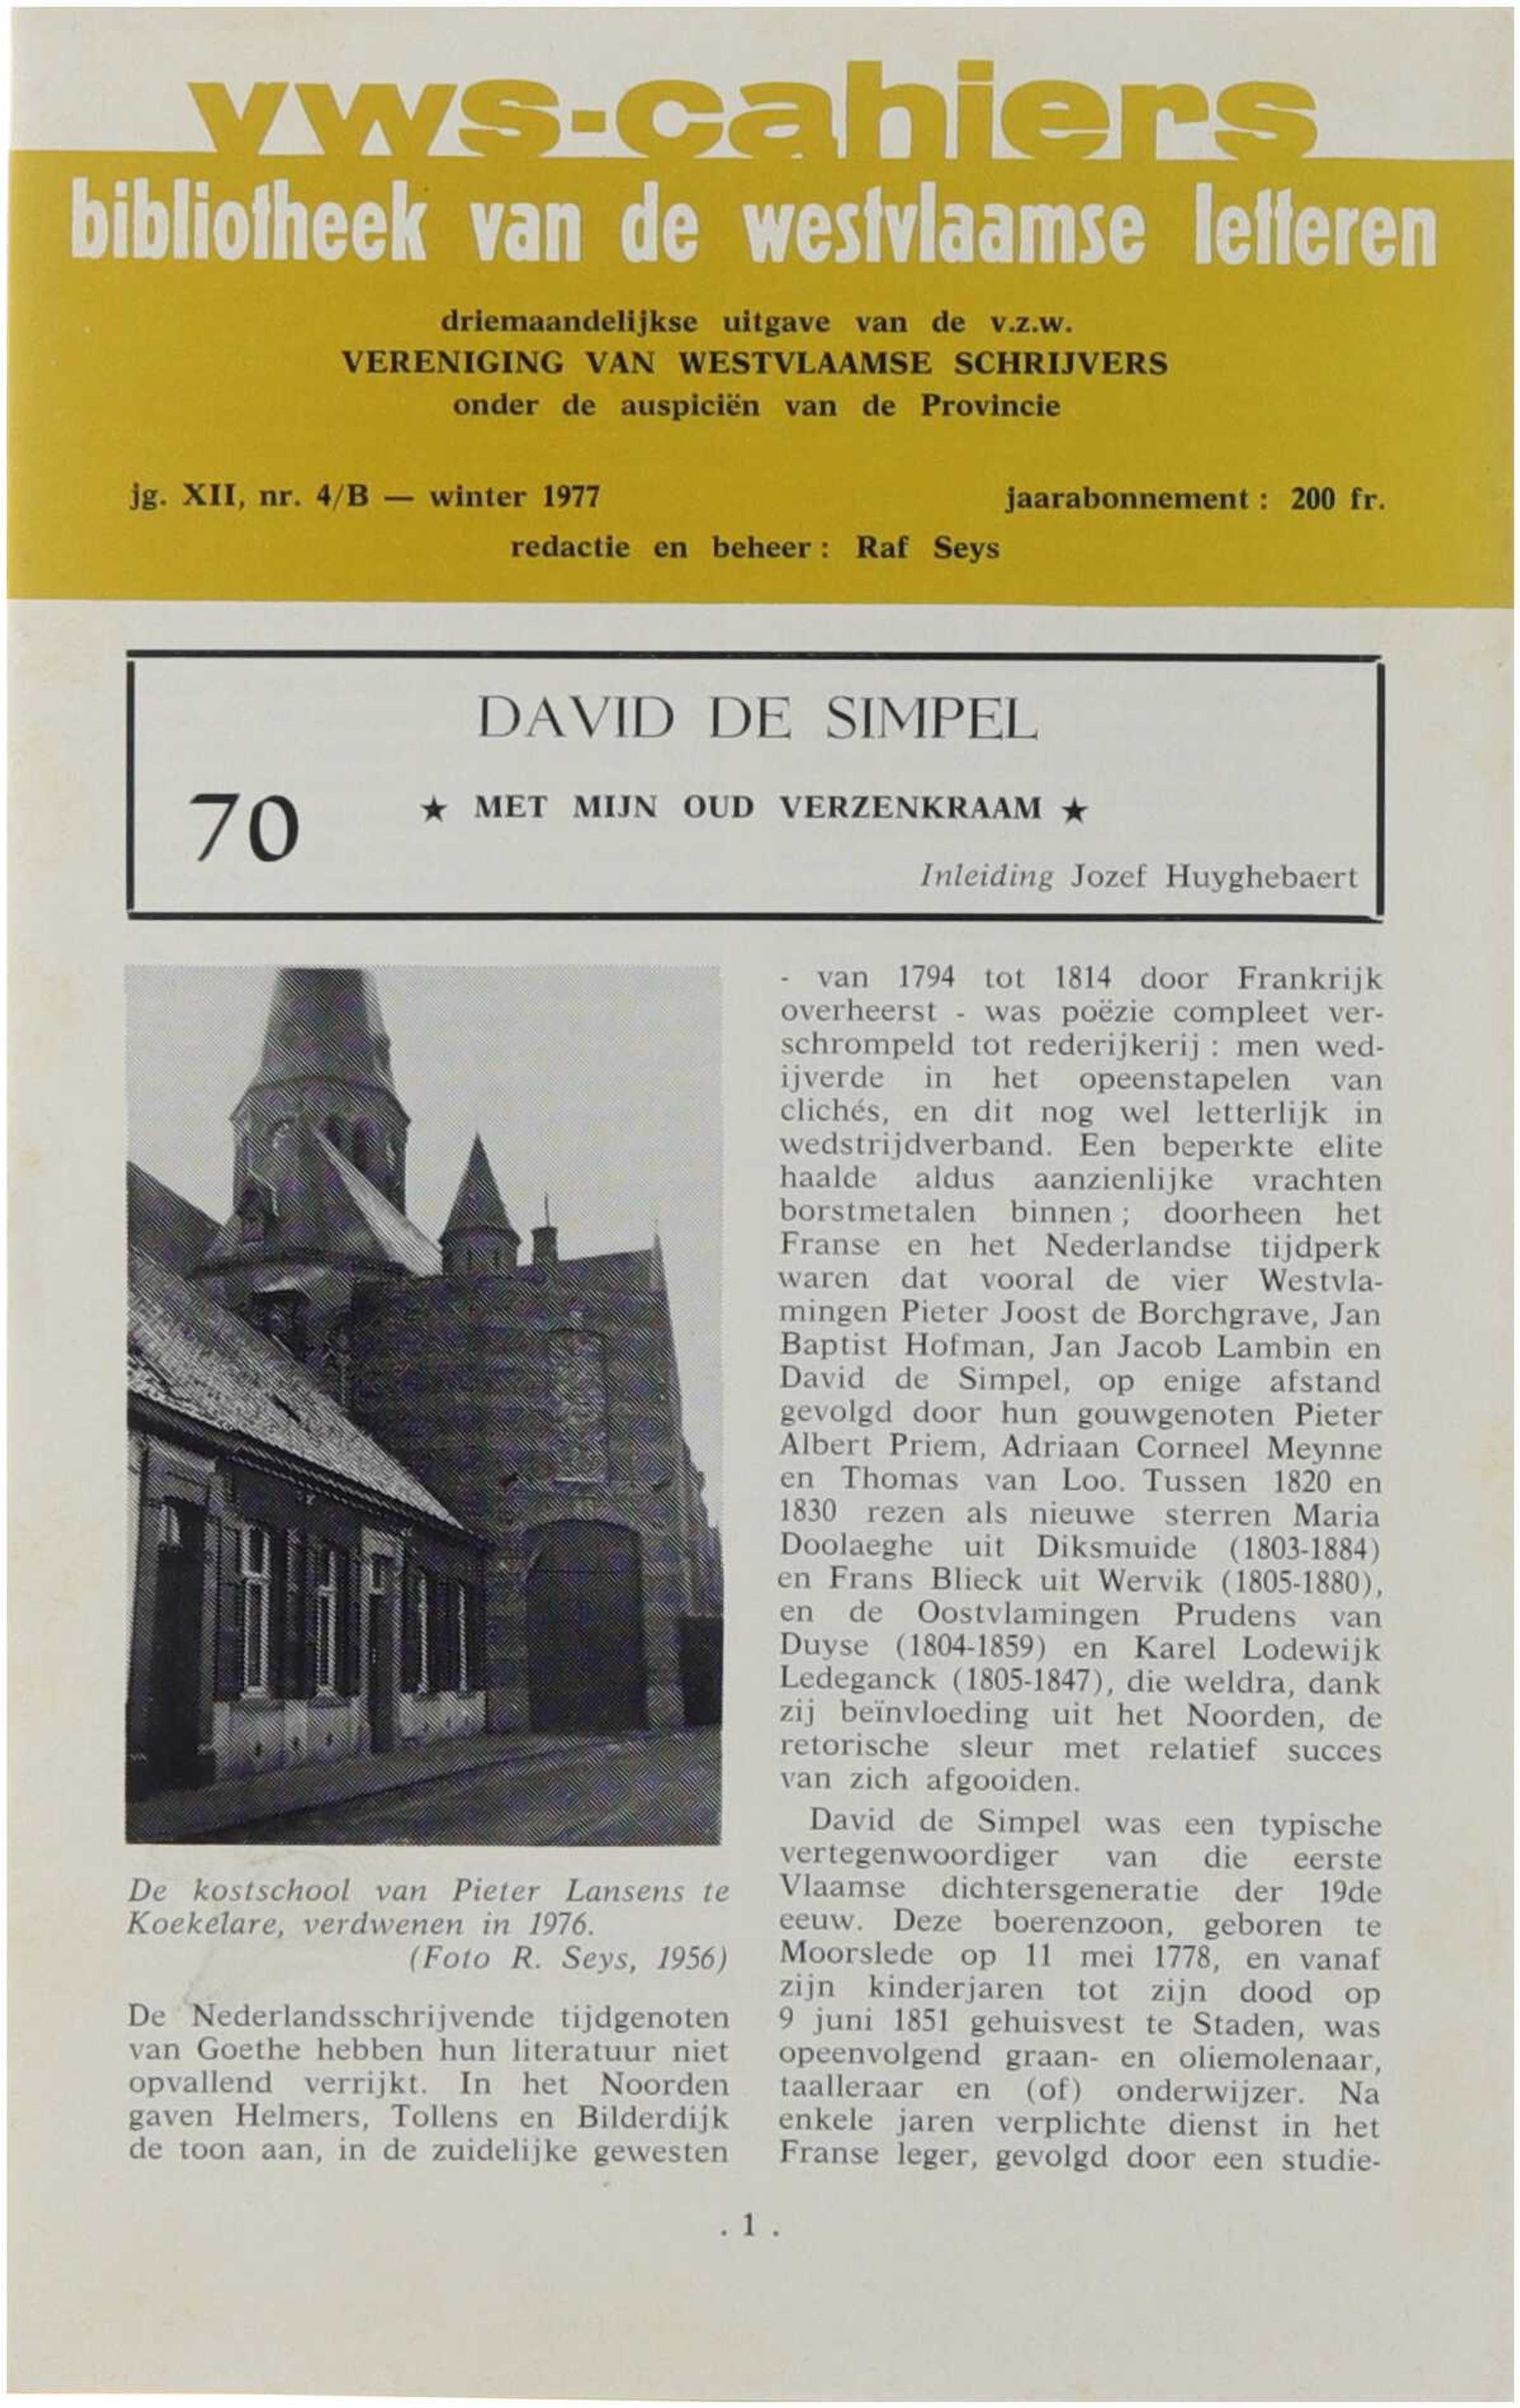 vws-cahiers
bibliotheek van de westvlaamse letteren
driemaandelijkse uitgave van de v.z.w.
VERENIGING VAN WESTVLAAMSE SCHRIJVERS
onder de auspiciën van de Provincie
jg. XII, nr. 4/B — winter 1977
jaarabonnement : 200 fr.
redactie en beheer : Raf Seys
DAVID DE SIMPEL
70
★ MET MIJN OUD VERZENKRAAM ★
Inleiding Jozef Huyghebaert
De kostschool van Pieter Lansens te
Koekelare, verdwenen in 1976.
(Foto R. Seys, 1956)
De Nederlandsschrijvende tijdgenoten
van Goethe hebben hun literatuur niet
opvallend verrijkt. In het Noorden
gaven Helmers, Tollens en Bilderdijk
de toon aan, in de zuidelijke gewesten
- van 1794 tot 1814 door Frankrijk
overheerst - was poëzie compleet ver-
schrompeld tot rederijkerij : men wed-
ijverde in het opeenstapelen van
clichés, en dit nog wel letterlijk in
wedstrijdverband. Een beperkte elite
haalde aldus aanzienlijke vrachten
borstmetalen binnen ; doorheen het
Franse en het Nederlandse tijdperk
waren dat vooral de vier Westvla-
mingen Pieter Joost de Borchgrave, Jan
Baptist Hofman, Jan Jacob Lambin en
David de Simpel, op enige afstand
gevolgd door hun gouwgenoten Pieter
Albert Priem, Adriaan Corneel Meynne
en Thomas van Loo. Tussen 1820 en
1830 rezen als nieuwe sterren Maria
Doolaeghe uit Diksmuide (1803-1884)
en Frans Blieck uit Wervik (1805-1880),
en de Oostvlamingen Prudens van
Duyse (1804-1859) en Karel Lodewijk
Ledeganck (1805-1847), die weldra, dank
zij beïnvloeding uit het Noorden, de
retorische sleur met relatief succes
van zich afgooiden.
David de Simpel was een typische
vertegenwoordiger van die eerste
Vlaamse dichtersgeneratie der 19de
eeuw. Deze boerenzoon, geboren te
Moorslede op 11 mei 1778, en vanaf
zijn kinderjaren tot zijn dood op
9 juni 1851 gehuisvest te Staden, was
opeenvolgend graan- en oliemolenaar,
taalleraar en (of) onderwijzer. Na
enkele jaren verplichte dienst in het
Franse leger, gevolgd door een studie-
. 1 .